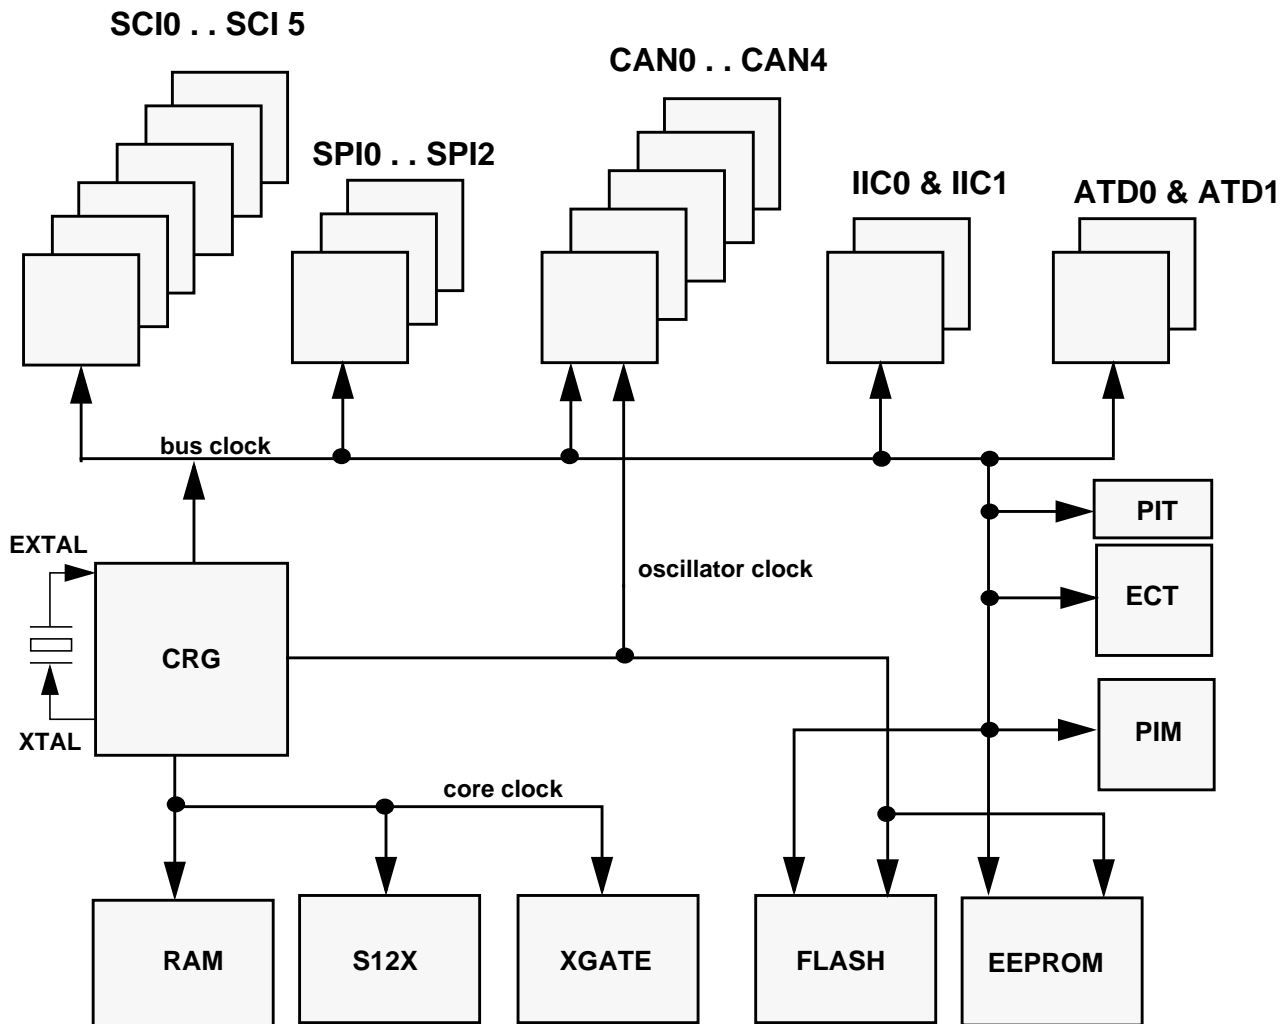 SCI0 . . SCI 5
CAN0 . . CAN4
SPI0 . . SPI2
IIC0 & IIC1
ATD0 & ATD1
bus clock
PIT
EXTAL
oscillator clock
ECT
CRG
XTAL
PIM
core clock
RAM
S12X
XGATE
FLASH
EEPROM